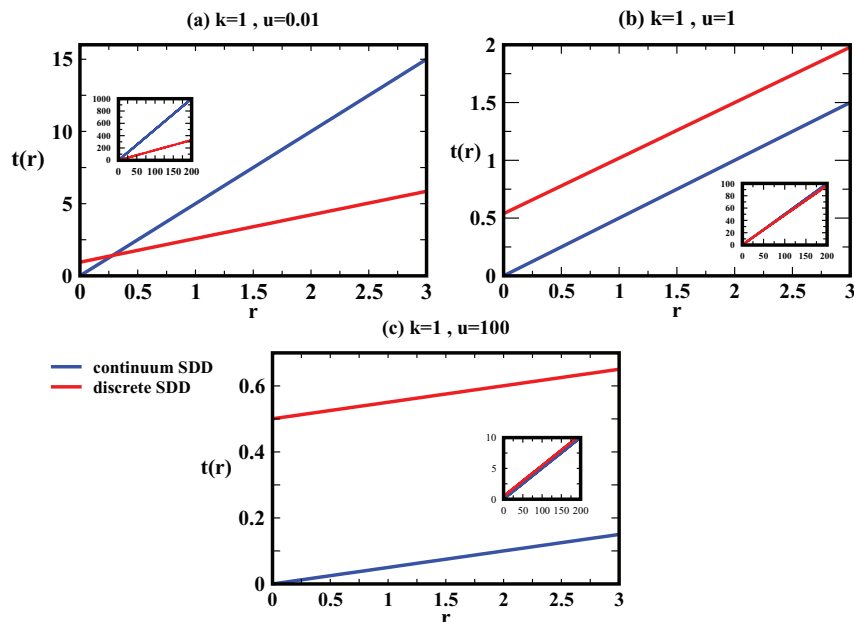 (a) k=1 , u=0.01
15
10
5
0
t(r)
0 0.5 1 1.5 2 2.5 3
r
1000
800
600
400
200
0
0 50 100 150 200
(b) k=1 , u=1
2
1.5
1
0.5
0
t(r)
0 0.5 1 1.5 2 2.5 3
r
100
80
60
40
20
0
0 50 100 150 200
(c) k=1 , u=100
continuum SDD
discrete SDD
0.6
0.4
0.2
0
t(r)
0 0.5 1 1.5 2 2.5 3
r
10
5
0
0 50 100 150 200